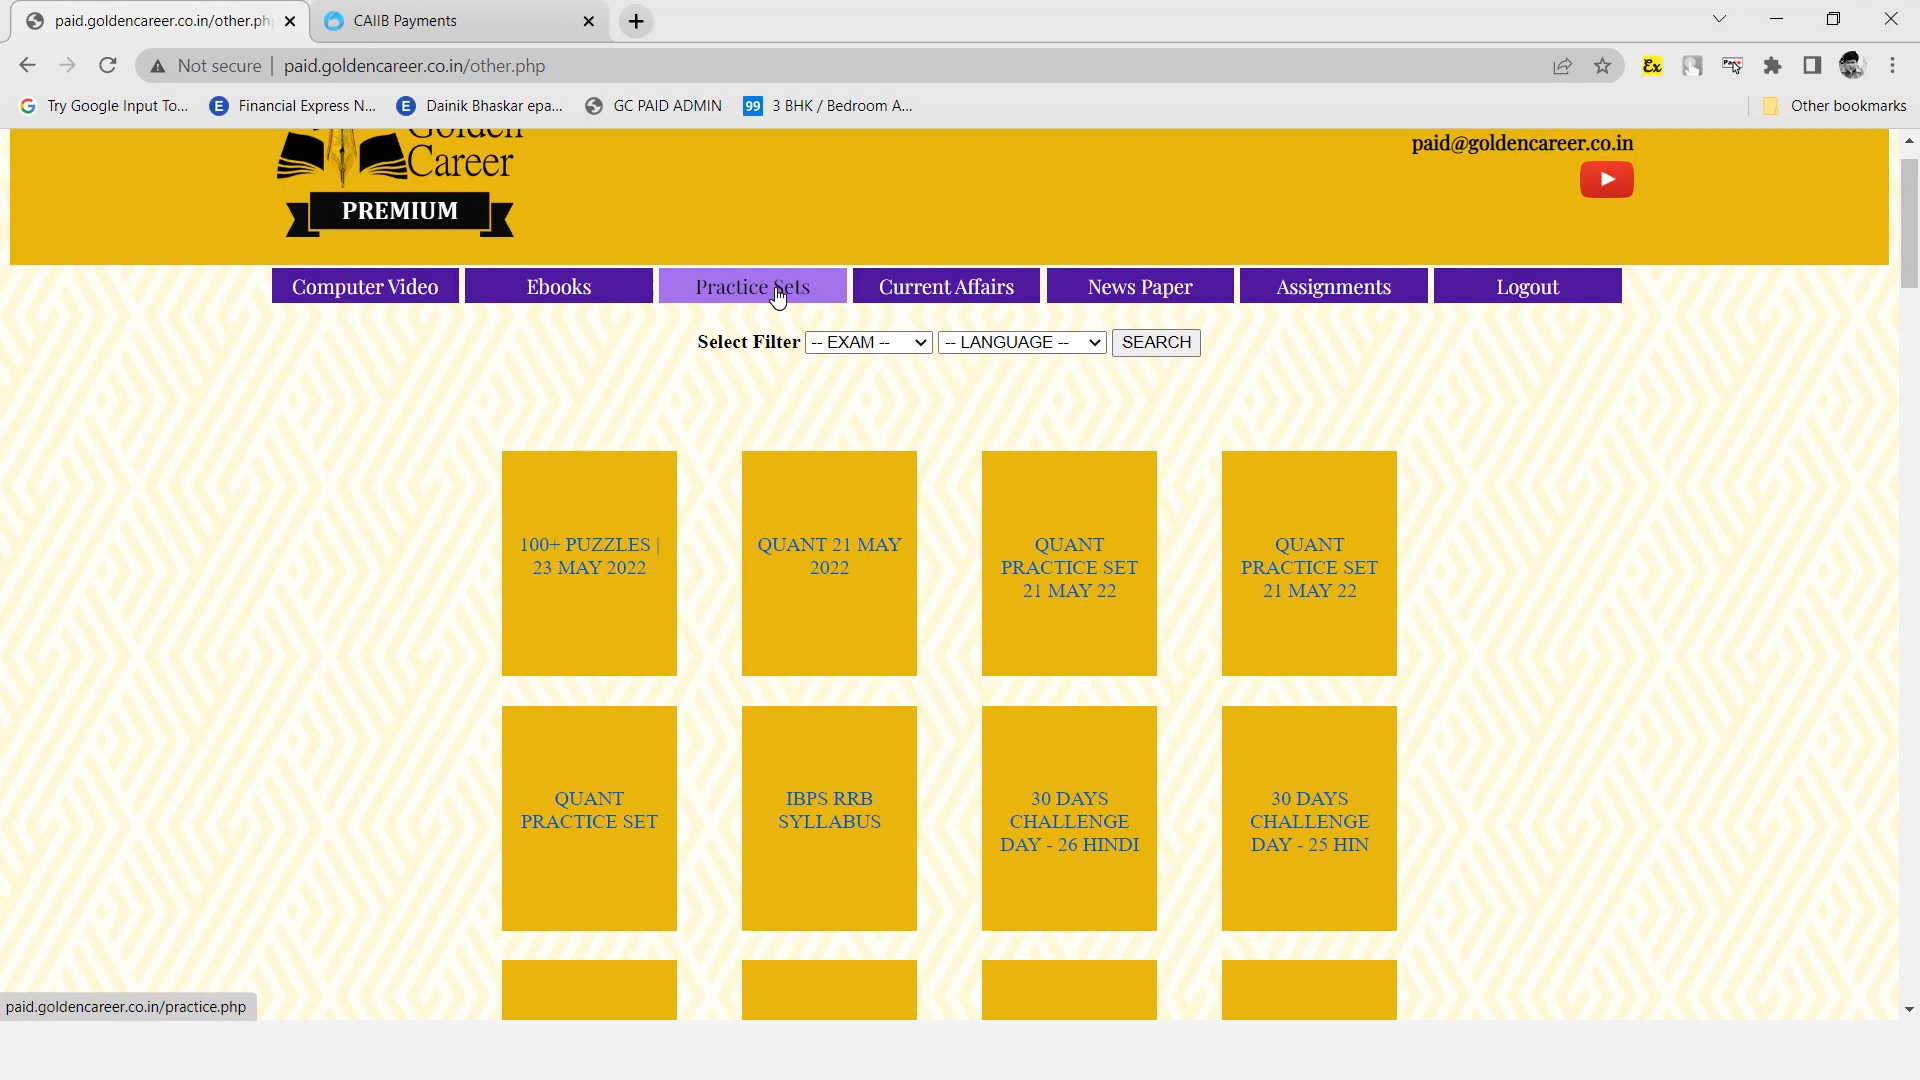 paid.goldencareer.co.in/other.ph
CAIIB Payments
Not secure
paid.goldencareer.co.in/other.php
Ex
Try Google Input To...
Financial Express N...
Dainik Bhaskar epa...
GC PAID ADMIN
99
3 BHK / Bedroom A...
Other bookmarks
Golden
Career
PREMIUM
paid@goldencareer.co.in
Computer Video
Ebooks
Practice Sets
Current Affairs
News Paper
Assignments
Logout
Select Filter
-- EXAM --
-- LANGUAGE --
SEARCH
100+ PUZZLES |
23 MAY 2022
QUANT 21 MAY
2022
QUANT
PRACTICE SET
21 MAY 22
QUANT
PRACTICE SET
21 MAY 22
QUANT
PRACTICE SET
IBPS RRB
SYLLABUS
30 DAYS
CHALLENGE
DAY - 26 HINDI
30 DAYS
CHALLENGE
DAY - 25 HIN
paid.goldencareer.co.in/practice.php